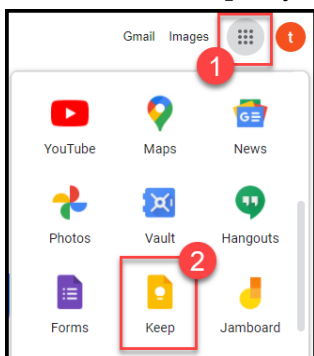 Gmail Images t
1
YouTube Maps News
Photos Vault Hangouts
2
Forms Keep Jamboard